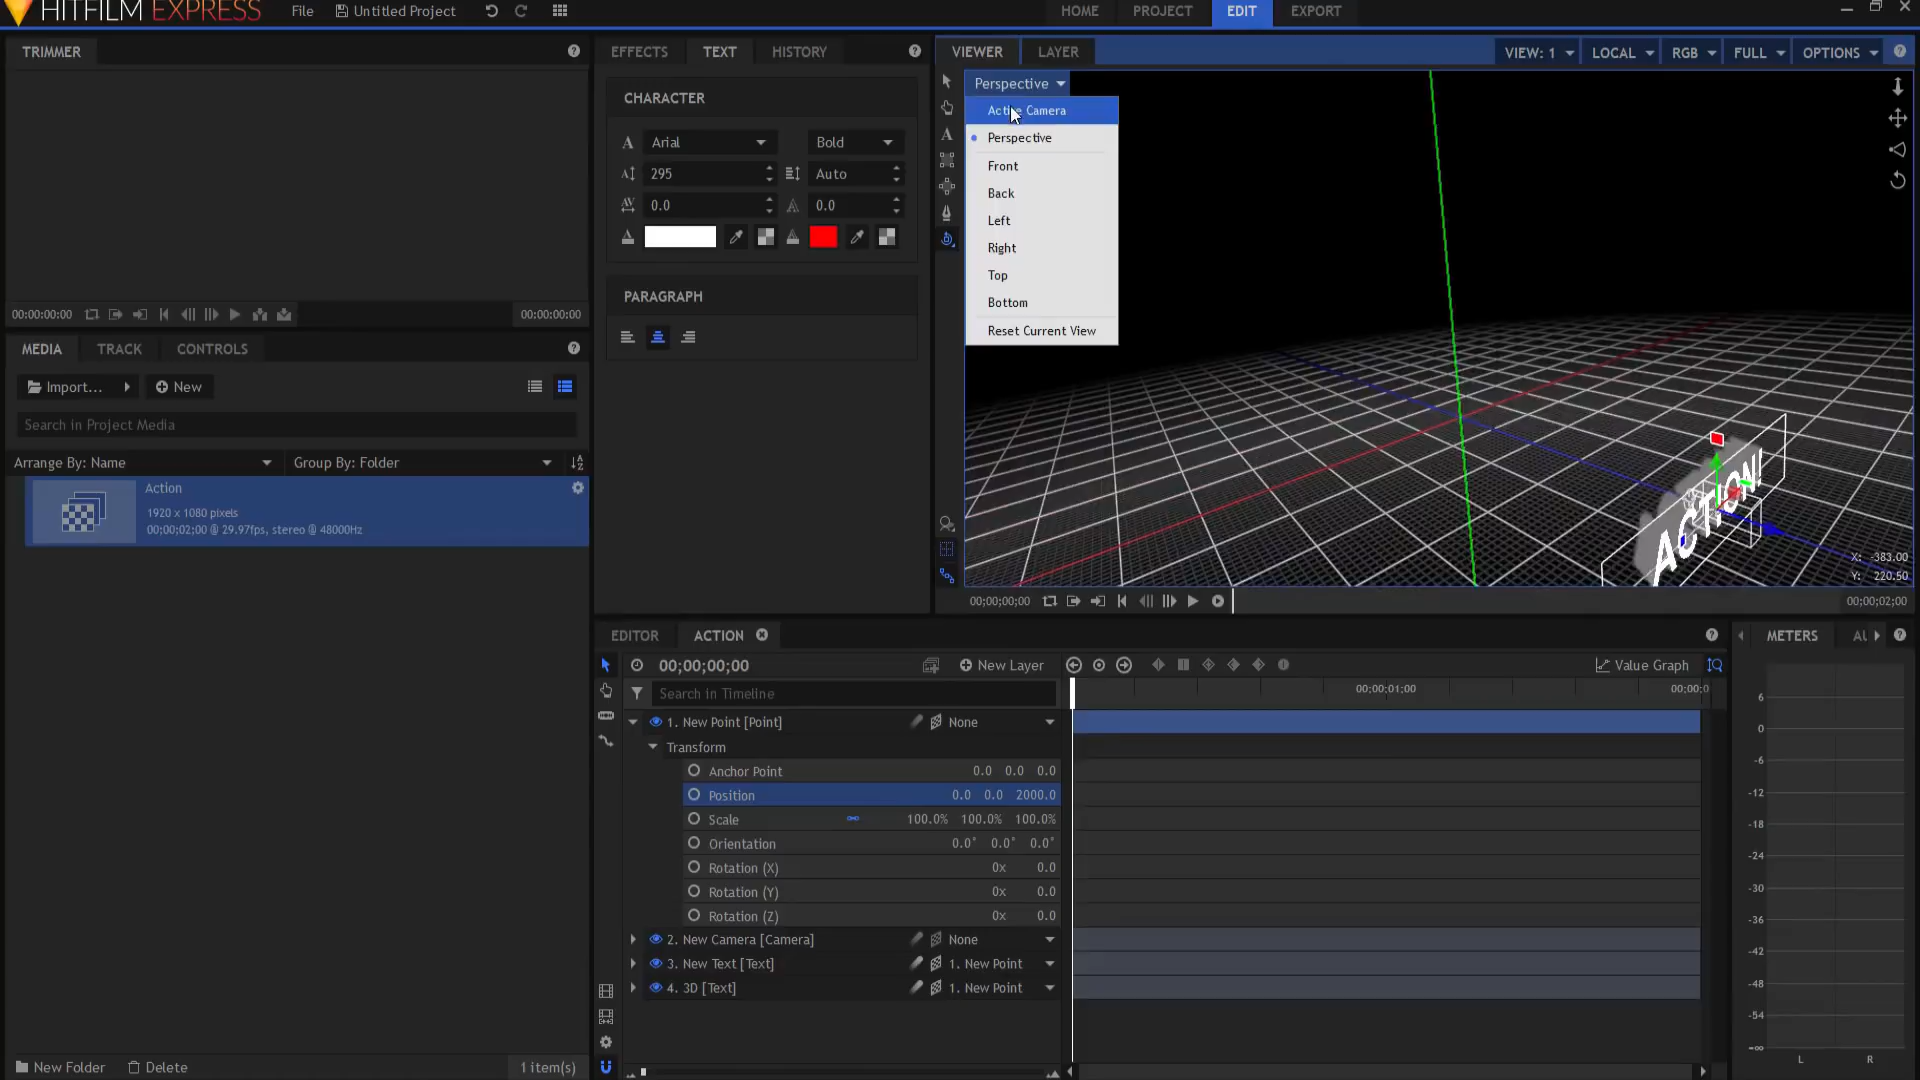 HITFILM EXPRESS
File
Untitled Project
HOME
PROJECT
EDIT
EXPORT
TRIMMER
00:00:00:00
00:00:00:00
MEDIA
TRACK
CONTROLS
Import...
New
Search in Project Media
Arrange By: Name
Group By: Folder
Action
1920 x 1080 pixels
00;00;02;00 @ 29.97fps, stereo @ 48000Hz
New Folder
Delete
1 item(s)
EFFECTS
TEXT
HISTORY
CHARACTER
Arial
Bold
295
Auto
0.0
0.0
PARAGRAPH
VIEWER
LAYER
VIEW: 1
LOCAL
RGB
FULL
OPTIONS
Perspective
Active Camera
Perspective
Front
Back
Left
Right
Top
Bottom
Reset Current View
ACTION!
X: -383.00
Y: 220.50
00;00;00;00
00;00;02;00
EDITOR
ACTION
00;00;00;00
New Layer
Value Graph
Search in Timeline
00;00;01;00
00;00;0
1. New Point [Point]
None
Transform
Anchor Point 0.0 0.0 0.0
Position 0.0 0.0 2000.0
Scale 100.0% 100.0% 100.0%
Orientation 0.0° 0.0° 0.0°
Rotation (X) 0x 0.0
Rotation (Y) 0x 0.0
Rotation (Z) 0x 0.0
2. New Camera [Camera] None
3. New Text [Text] 1. New Point
4. 3D [Text] 1. New Point
METERS
6
0
-6
-12
-18
-24
-30
-36
-42
-48
-54
-∞
L R